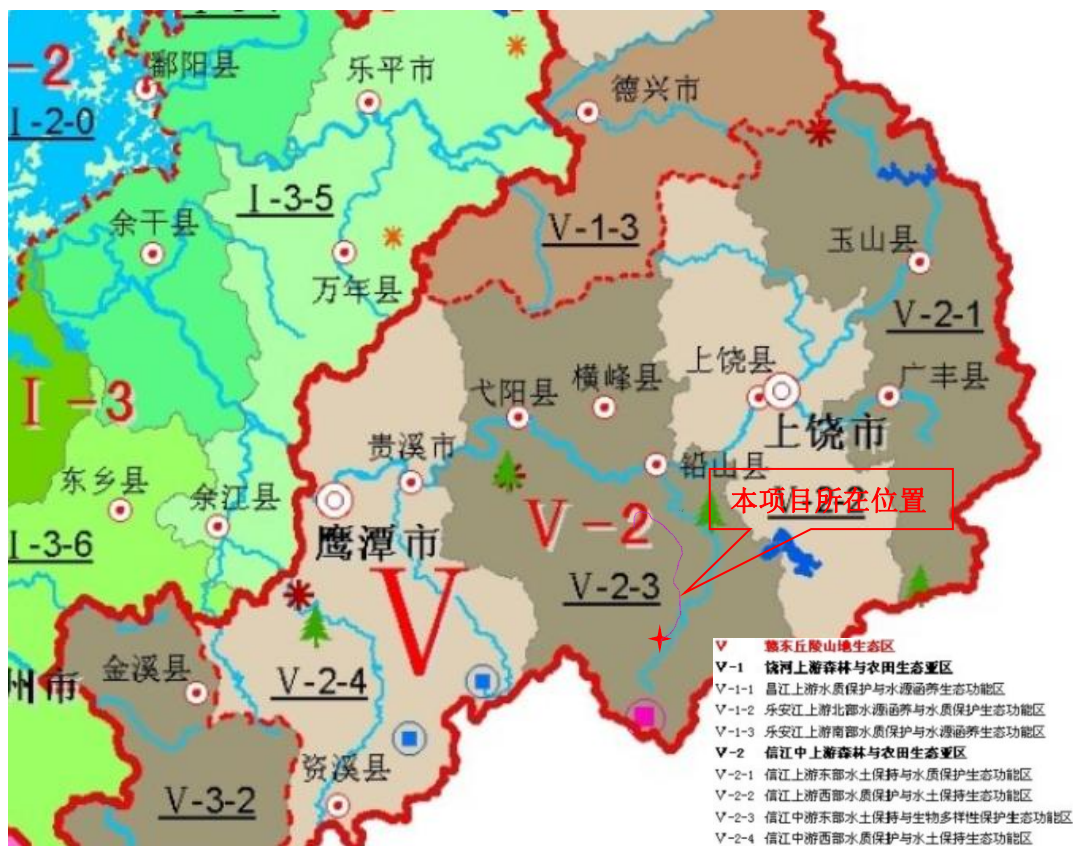 -2
鄱阳县
乐平市
德兴市
I-2-0
I-3-5
余干县
V-1-3
玉山县
万年县
V-2-1
I-3
上饶县
广丰县
弋阳县
横峰县
上饶市
贵溪市
铅山县
东乡县
余江县
本项目所在位置
V-2-2
V-2
I-3-6
鹰潭市
V-2-3
V
金溪县
州市
V-2-4
资溪县
V-3-2
V 赣东丘陵山地生态区
V-1 饶河上游森林与农田生态亚区
V-1-1 昌江上游水质保护与水源涵养生态功能区
V-1-2 乐安江上游北部水源涵养与水质保护生态功能区
V-1-3 乐安江上游南部水质保护与水源涵养生态功能区
V-2 信江中上游森林与农田生态亚区
V-2-1 信江上游东部水土保持与水质保护生态功能区
V-2-2 信江上游西部水质保护与水土保持生态功能区
V-2-3 信江中游东部水土保持与生物多样性保护生态功能区
V-2-4 信江中游西部水质保护与水土保持生态功能区